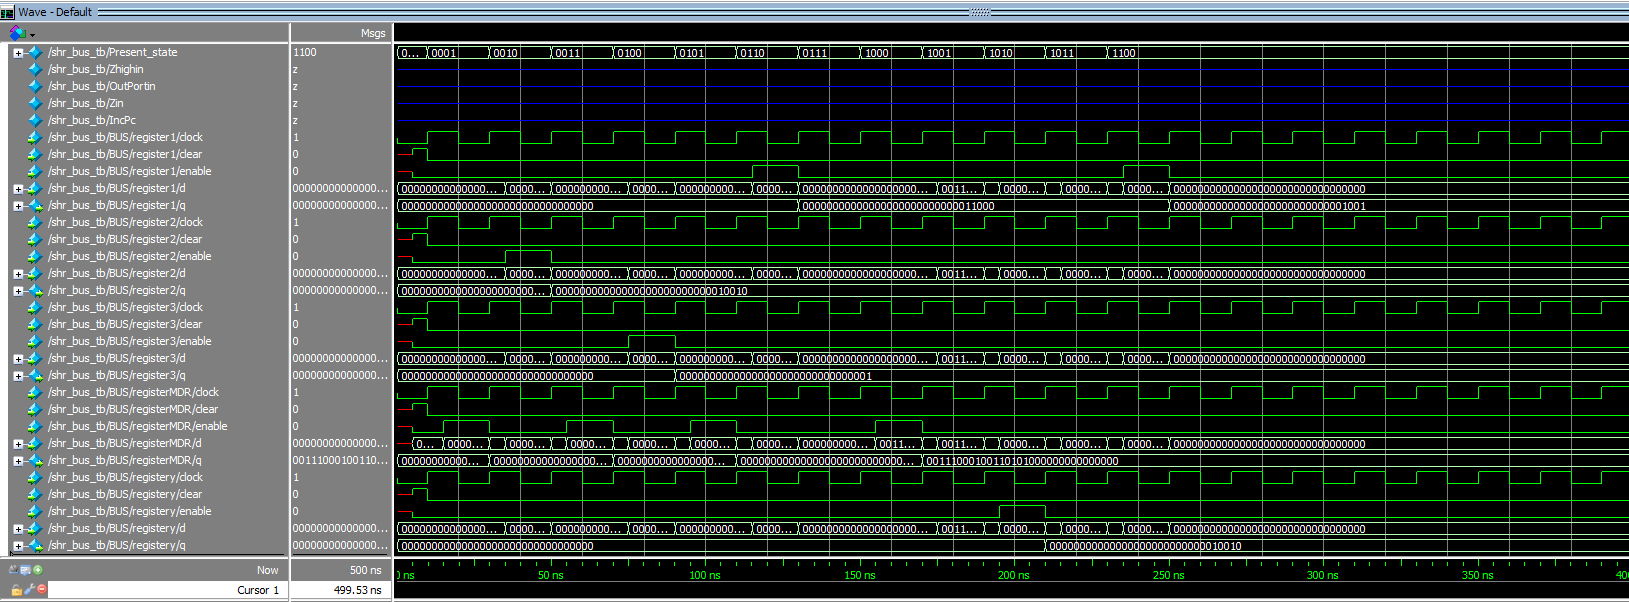 Wave - Default
Msgs
/shr_bus_tb/Present_state 1100 0... 0001 0010 0011 0100 0101 0110 0111 1000 1001 1010 1011 1100
/shr_bus_tb/Zhighin z
/shr_bus_tb/OutPortin z
/shr_bus_tb/Zin z
/shr_bus_tb/IncPc z
/shr_bus_tb/BUS/register1/clock 1
/shr_bus_tb/BUS/register1/clear 0
/shr_bus_tb/BUS/register1/enable 0
/shr_bus_tb/BUS/register1/d 00000000000000... 00000000000000... 0000... 000000000... 0000... 000000000... 0000... 00000000000000000000... 0011... 0000... 0000... 0000... 00000000000000000000000000000000
/shr_bus_tb/BUS/register1/q 00000000000000... 00000000000000000000000000000000 00000000000000000000000000011000 00000000000000000000000000001001
/shr_bus_tb/BUS/register2/clock 1
/shr_bus_tb/BUS/register2/clear 0
/shr_bus_tb/BUS/register2/enable 0
/shr_bus_tb/BUS/register2/d 00000000000000... 00000000000000... 0000... 000000000... 0000... 000000000... 0000... 00000000000000000000... 0011... 0000... 0000... 0000... 00000000000000000000000000000000
/shr_bus_tb/BUS/register2/q 00000000000000... 0000000000000000000000... 00000000000000000000000000010010
/shr_bus_tb/BUS/register3/clock 1
/shr_bus_tb/BUS/register3/clear 0
/shr_bus_tb/BUS/register3/enable 0
/shr_bus_tb/BUS/register3/d 00000000000000... 00000000000000... 0000... 000000000... 0000... 000000000... 0000... 00000000000000000000... 0011... 0000... 0000... 0000... 00000000000000000000000000000000
/shr_bus_tb/BUS/register3/q 00000000000000... 00000000000000000000000000000000 00000000000000000000000000000001
/shr_bus_tb/BUS/registerMDR/clock 1
/shr_bus_tb/BUS/registerMDR/clear 0
/shr_bus_tb/BUS/registerMDR/enable 0
/shr_bus_tb/BUS/registerMDR/d 00000000000000... 0... 0000... 0000... 0000... 0000... 0000... 0000... 000000000... 0011... 0011... 0000... 0000... 0000... 00000000000000000000000000000000
/shr_bus_tb/BUS/registerMDR/q 00111000100110... 00000000000... 00000000000000... 00000000000000... 00000000000000000000000... 00111000100110101000000000000000
/shr_bus_tb/BUS/registery/clock 1
/shr_bus_tb/BUS/registery/clear 0
/shr_bus_tb/BUS/registery/enable 0
/shr_bus_tb/BUS/registery/d 00000000000000... 00000000000000... 0000... 000000000... 0000... 000000000... 0000... 00000000000000000000... 0011... 0000... 0000... 0000... 00000000000000000000000000000000
/shr_bus_tb/BUS/registery/q 00000000000000... 00000000000000000000000000000000 00000000000000000000000000010010
Now 500 ns ns 50 ns 100 ns 150 ns 200 ns 250 ns 300 ns 350 ns
Cursor 1 499.53 ns